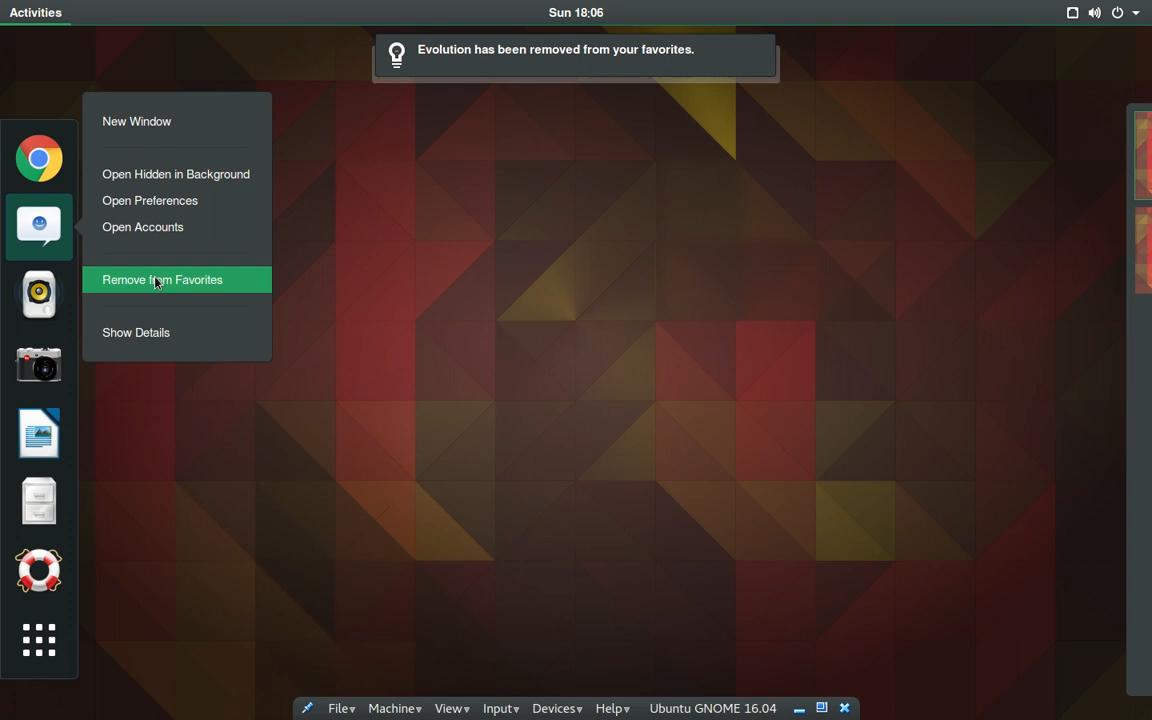 Activities
Sun 18:06
Evolution has been removed from your favorites.
New Window
Open Hidden in Background
Open Preferences
Open Accounts
Remove from Favorites
Show Details
File Machine View Input Devices Help Ubuntu GNOME 16.04